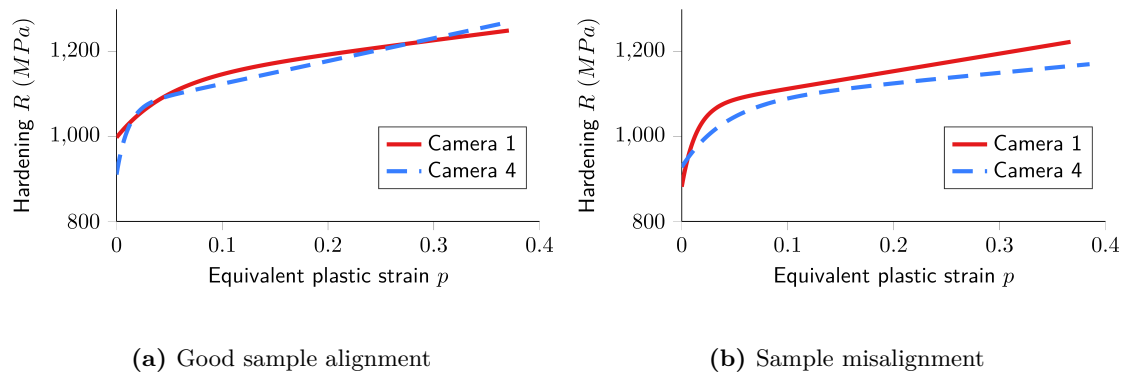 Hardening R (MPa)
1,200
1,000
800
0 0.1 0.2 0.3 0.4
Equivalent plastic strain p
Camera 1
Camera 4
(a) Good sample alignment
Hardening R (MPa)
1,200
1,000
800
0 0.1 0.2 0.3 0.4
Equivalent plastic strain p
Camera 1
Camera 4
(b) Sample misalignment